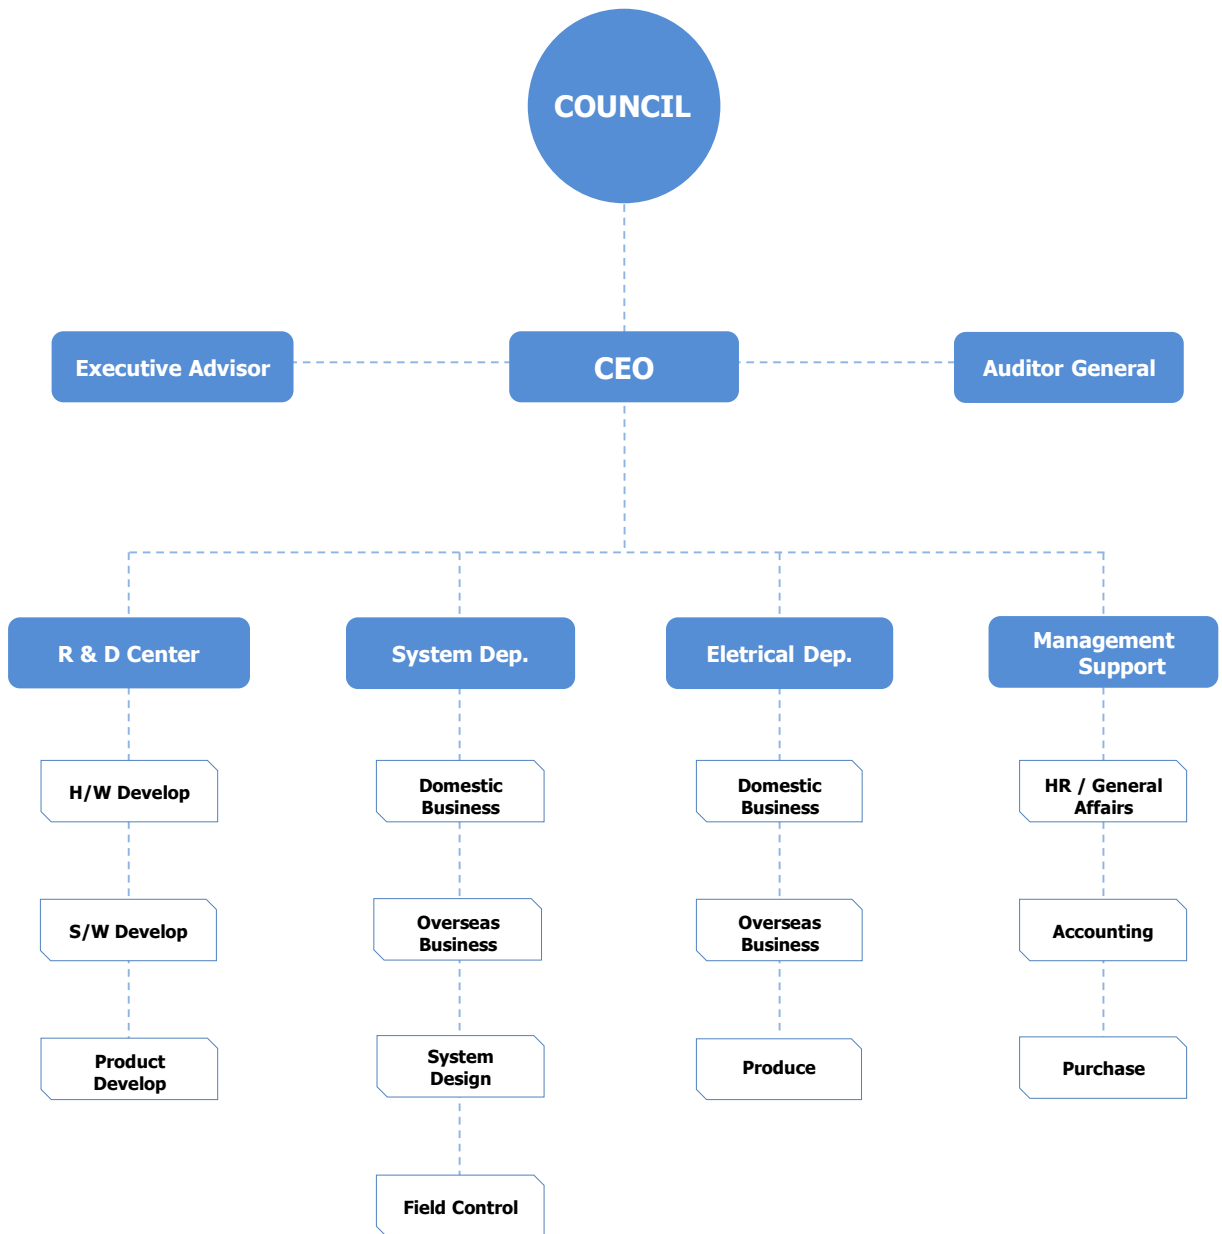 COUNCIL
Executive Advisor
CEO
Auditor General
R & D Center
System Dep.
Eletrical Dep.
Management
Support
H/W Develop
Domestic
Business
Domestic
Business
HR / General
Affairs
S/W Develop
Overseas
Business
Overseas
Business
Accounting
Product
Develop
System
Design
Produce
Purchase
Field Control